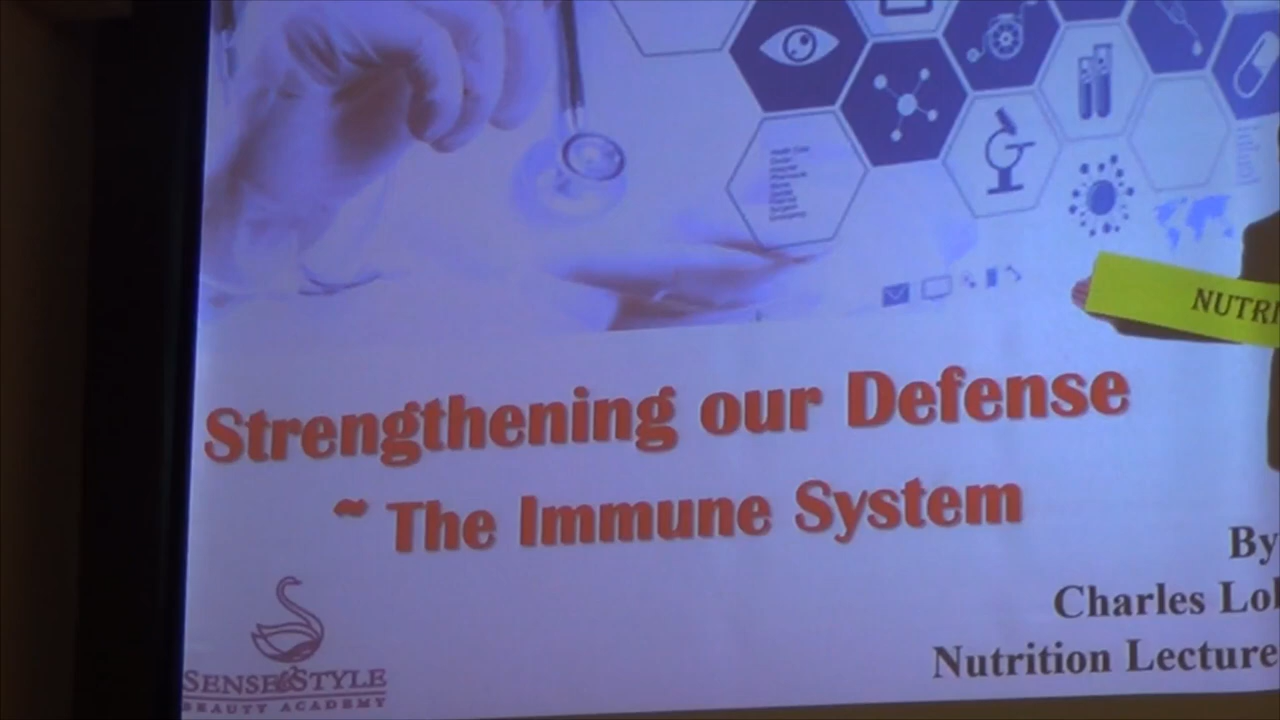 NUTRI
Strengthening our Defense
~ The Immune System
By
Charles Lo
Nutrition Lecture
SENSE & STYLE
BEAUTY ACADEMY